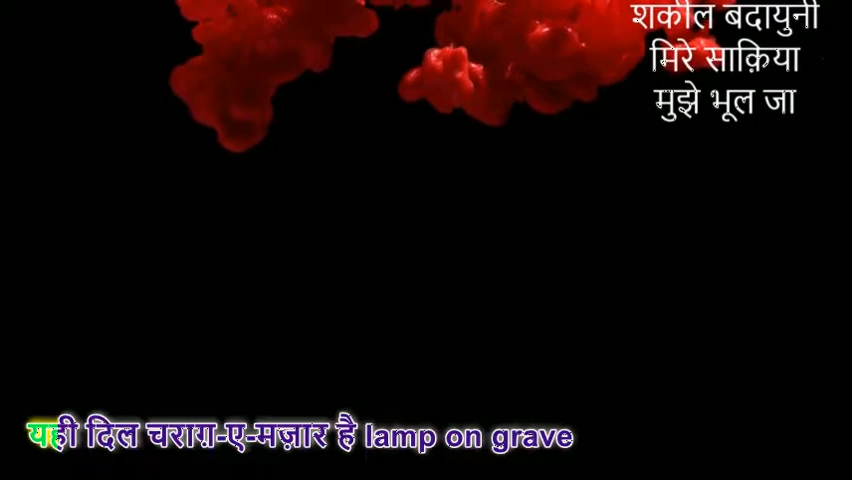 शकील बदायुनी
मिरे साक़िया
मुझे भूल जा
यही दिल चराग़-ए-मज़ार है lamp on grave